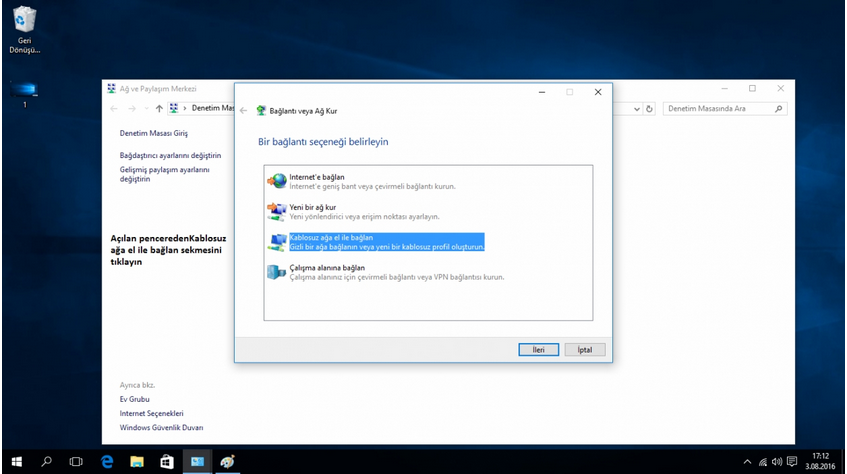 Geri
Dönüşü...
1
Ağ ve Paylaşım Merkezi
Denetim Mas
Denetim Masasında Ara
Denetim Masası Giriş
Bağdaştırıcı ayarlarını değiştirin
Gelişmiş paylaşım ayarlarını
değiştirin
Açılan penceredenKablosuz
ağa el ile bağlan sekmesini
tıklayın
Ayrıca bkz.
Ev Grubu
Internet Seçenekleri
Windows Güvenlik Duvarı
Bağlantı veya Ağ Kur
Bir bağlantı seçeneği belirleyin
Internet'e bağlan
Internet'e geniş bant veya çevirmeli bağlantı kurun.
Yeni bir ağ kur
Yeni yönlendirici veya erişim noktası ayarlayın.
Kablosuz ağa el ile bağlan
Gizli bir ağa bağlanın veya yeni bir kablosuz profil oluşturun.
Çalışma alanına bağlan
Çalışma alanınız için çevirmeli bağlantı veya VPN bağlantısı kurun.
İleri
İptal
17:12
3.08.2016